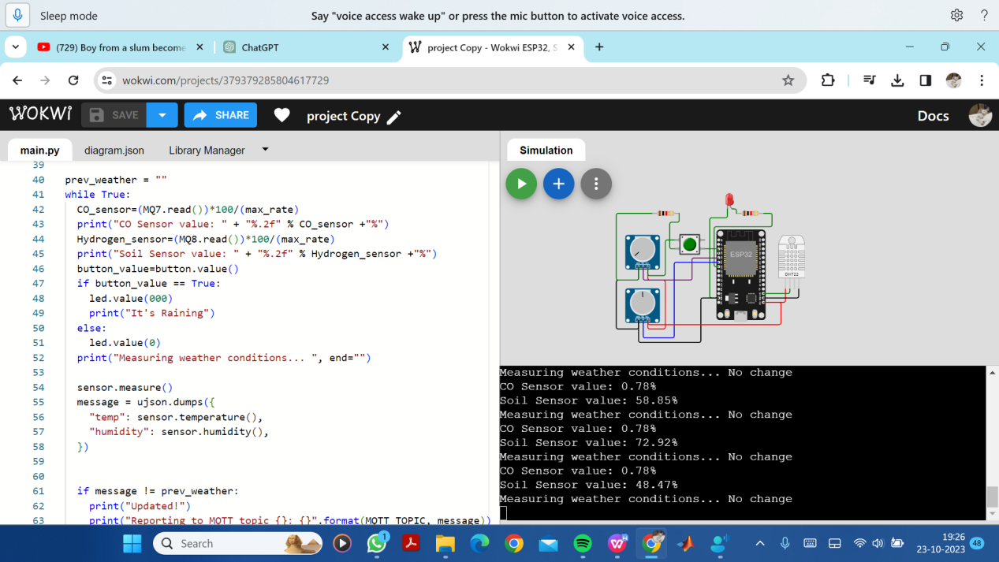 Sleep mode
Say "voice access wake up" or press the mic button to activate voice access.
(729) Boy from a slum become
ChatGPT
project Copy - Wokwi ESP32, S
wokwi.com/projects/379379285804617729
WOKWI
SAVE
SHARE
project Copy
Docs
main.py
diagram.json
Library Manager
Simulation
39
40 prev_weather = ""
41 while True:
42 CO_sensor=(MQ7.read())*100/(max_rate)
43 print("CO Sensor value: " + "%.2f" % CO_sensor +"%")
44 Hydrogen_sensor=(MQ8.read())*100/(max_rate)
45 print("Soil Sensor value: " + "%.2f" % Hydrogen_sensor +"%")
46 button_value=button.value()
47 if button_value == True:
48 led.value(000)
49 print("It's Raining")
50 else:
51 led.value(0)
52 print("Measuring weather conditions... ", end="")
53
54 sensor.measure()
55 message = ujson.dumps({
56 "temp": sensor.temperature(),
57 "humidity": sensor.humidity(),
58 })
59
60
61 if message != prev_weather:
62 print("Updated!")
63 print("Reporting to MQTT topic {}: {}".format(MQTT_TOPIC, message))
ESP32
DHT22
Measuring weather conditions... No change
CO Sensor value: 0.78%
Soil Sensor value: 58.85%
Measuring weather conditions... No change
CO Sensor value: 0.78%
Soil Sensor value: 72.92%
Measuring weather conditions... No change
CO Sensor value: 0.78%
Soil Sensor value: 48.47%
Measuring weather conditions... No change
Search
1
19:26
23-10-2023
48